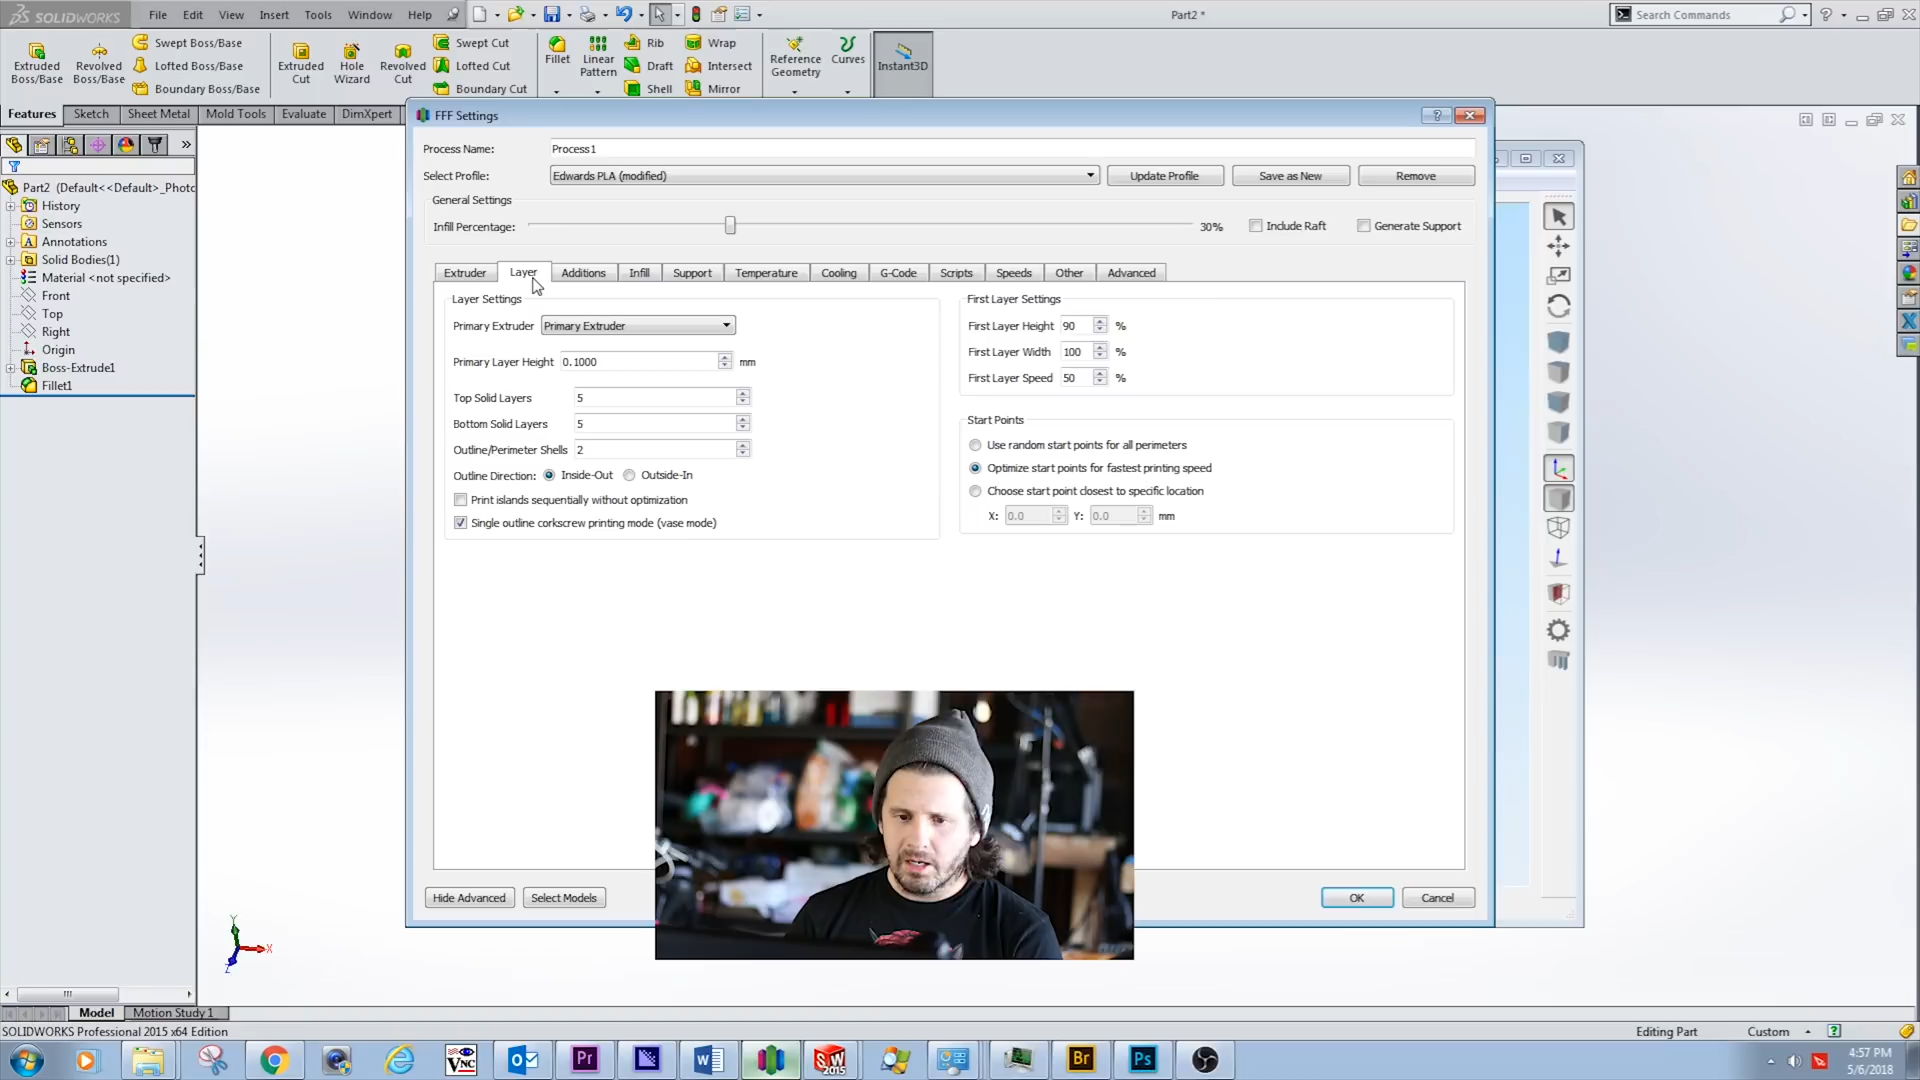 SOLIDWORKS File Edit View Insert Tools Window Help Part2 * Search Commands
Extruded Boss/Base
Revolved Boss/Base
Swept Boss/Base
Lofted Boss/Base
Boundary Boss/Base
Extruded Cut
Hole Wizard
Revolved Cut
Swept Cut
Lofted Cut
Boundary Cut
Fillet
Linear Pattern
Rib
Draft
Shell
Wrap
Intersect
Mirror
Reference Geometry
Curves
Instant3D
Features Sketch Sheet Metal Mold Tools Evaluate DimXpert
Part2 (Default<<Default>_Photo
History
Sensors
Annotations
Solid Bodies(1)
Material <not specified>
Front
Top
Right
Origin
Boss-Extrude1
Fillet1
FFF Settings
Process Name: Process1
Select Profile: Edwards PLA (modified) Update Profile Save as New Remove
General Settings
Infill Percentage: 30% Include Raft Generate Support
Extruder Layer Additions Infill Support Temperature Cooling G-Code Scripts Speeds Other Advanced
Layer Settings
Primary Extruder Primary Extruder
Primary Layer Height 0.1000 mm
Top Solid Layers 5
Bottom Solid Layers 5
Outline/Perimeter Shells 2
Outline Direction: Inside-Out Outside-In
Print islands sequentially without optimization
Single outline corkscrew printing mode (vase mode)
First Layer Settings
First Layer Height 90 %
First Layer Width 100 %
First Layer Speed 50 %
Start Points
Use random start points for all perimeters
Optimize start points for fastest printing speed
Choose start point closest to specific location
X: 0.0 Y: 0.0 mm
Hide Advanced Select Models OK Cancel
Y
X
Z
Model Motion Study 1
SOLIDWORKS Professional 2015 x64 Edition Editing Part Custom
VNC Pr W SW 2015 Br Ps
4:57 PM
5/6/2018